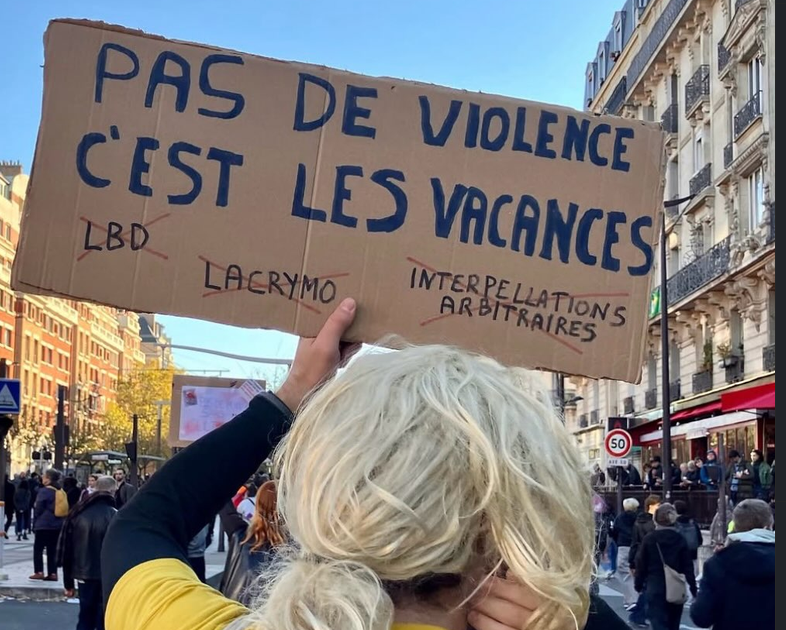 PAS DE VIOLENCE
C'EST LES VACANCES
LBD
LACRYMO
INTERPELLATIONS
ARBITRAIRES
50